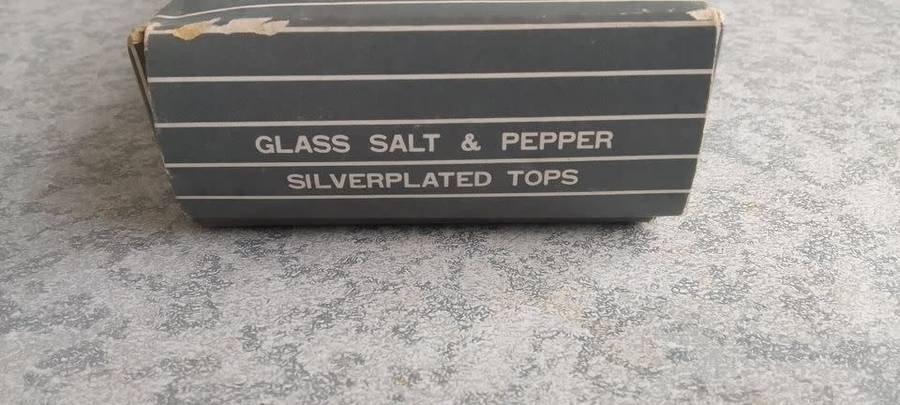 GLASS SALT & PEPPER
SILVERPLATED TOPS